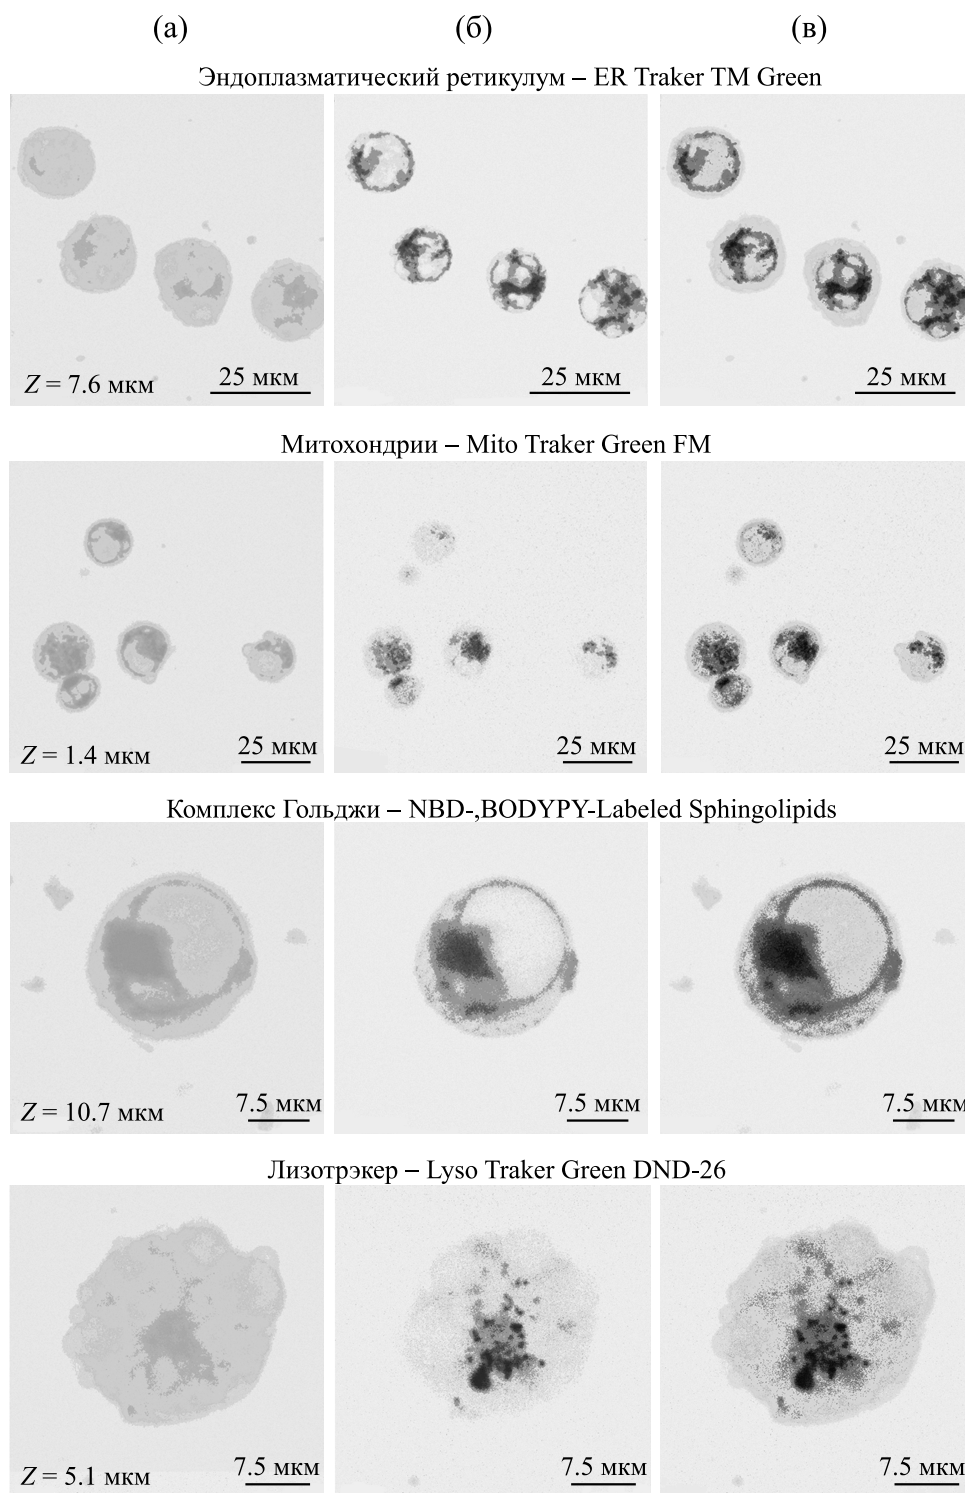 (а) (б) (в)
Эндоплазматический ретикулум – ER Traker TM Green
Z = 7.6 мкм 25 мкм 25 мкм 25 мкм
Митохондрии – Mito Traker Green FM
Z = 1.4 мкм 25 мкм 25 мкм 25 мкм
Комплекс Гольджи – NBD-,BODYPY-Labeled Sphingolipids
Z = 10.7 мкм 7.5 мкм 7.5 мкм 7.5 мкм
Лизотрэкер – Lyso Traker Green DND-26
Z = 5.1 мкм 7.5 мкм 7.5 мкм 7.5 мкм